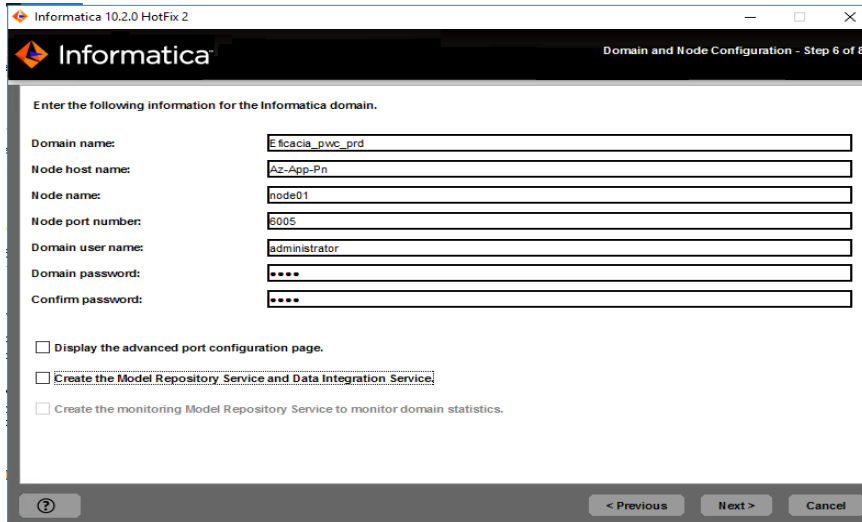 Informatica 10.2.0 HotFix 2
Informatica
Domain and Node Configuration - Step 6 of 8
Enter the following information for the Informatica domain.
Domain name: Eficacia_pwc_prd
Node host name: Az-App-Pn
Node name: node01
Node port number: 6005
Domain user name: administrator
Domain password: ••••
Confirm password: ••••
Display the advanced port configuration page.
Create the Model Repository Service and Data Integration Service.
Create the monitoring Model Repository Service to monitor domain statistics.
? < Previous Next > Cancel